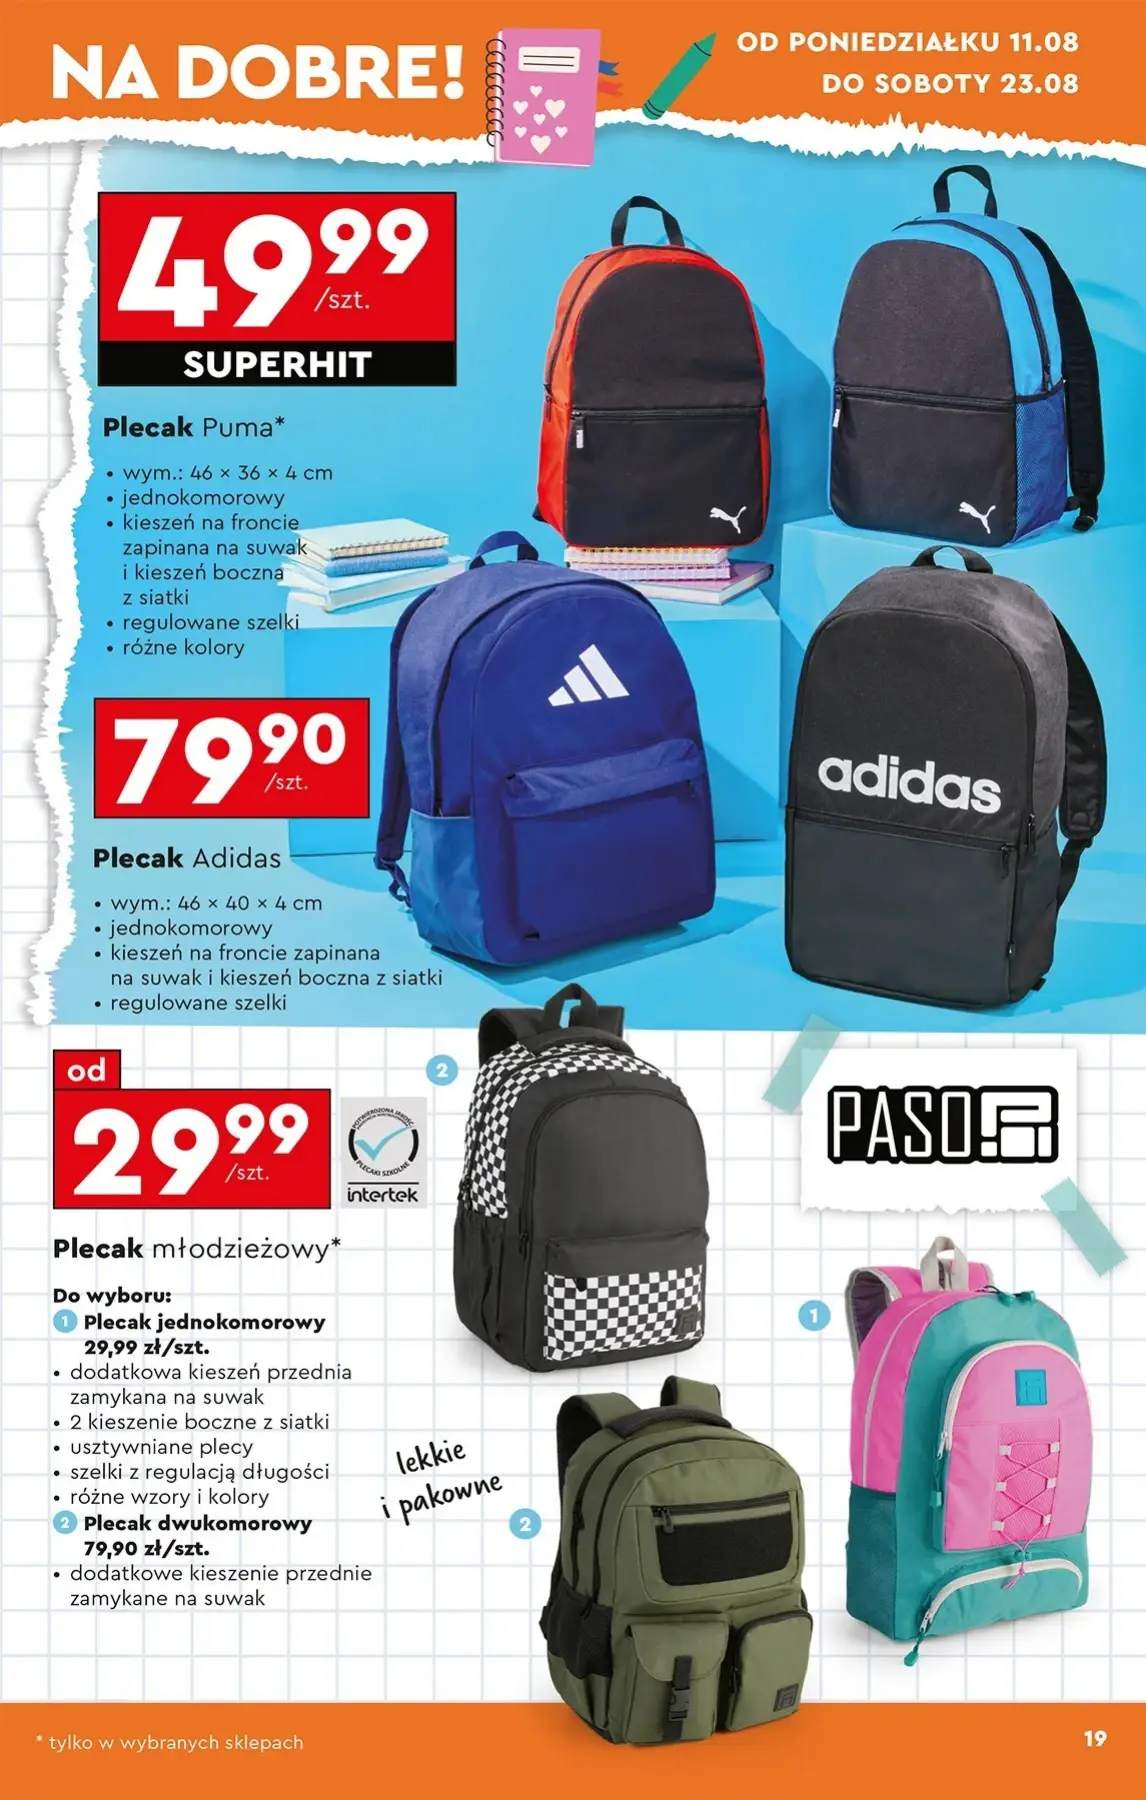 NA DOBRE!
OD PONIEDZIAŁKU 11.08
DO SOBOTY 23.08
49 99
/szt.
SUPERHIT
Plecak Puma*
• wym.: 46 × 36 × 4 cm
• jednokomorowy
• kieszeń na froncie
zapinana na suwak
i kieszeń boczna
z siatki
• regulowane szelki
• różne kolory
79 90
/szt.
Plecak Adidas
• wym.: 46 × 40 × 4 cm
• jednokomorowy
• kieszeń na froncie zapinana
na suwak i kieszeń boczna z siatki
• regulowane szelki
adidas
od
29 99
/szt.
PLECAKI SZKOLNE
intertek
2
PASO
Plecak młodzieżowy*
Do wyboru:
1 Plecak jednokomorowy
29,99 zł/szt.
• dodatkowa kieszeń przednia
zamykana na suwak
• 2 kieszenie boczne z siatki
• usztywniane plecy
• szelki z regulacją długości
• różne wzory i kolory
2 Plecak dwukomorowy
79,90 zł/szt.
• dodatkowe kieszenie przednie
zamykane na suwak
lekkie
i pakowne
1
2
* tylko w wybranych sklepach
19